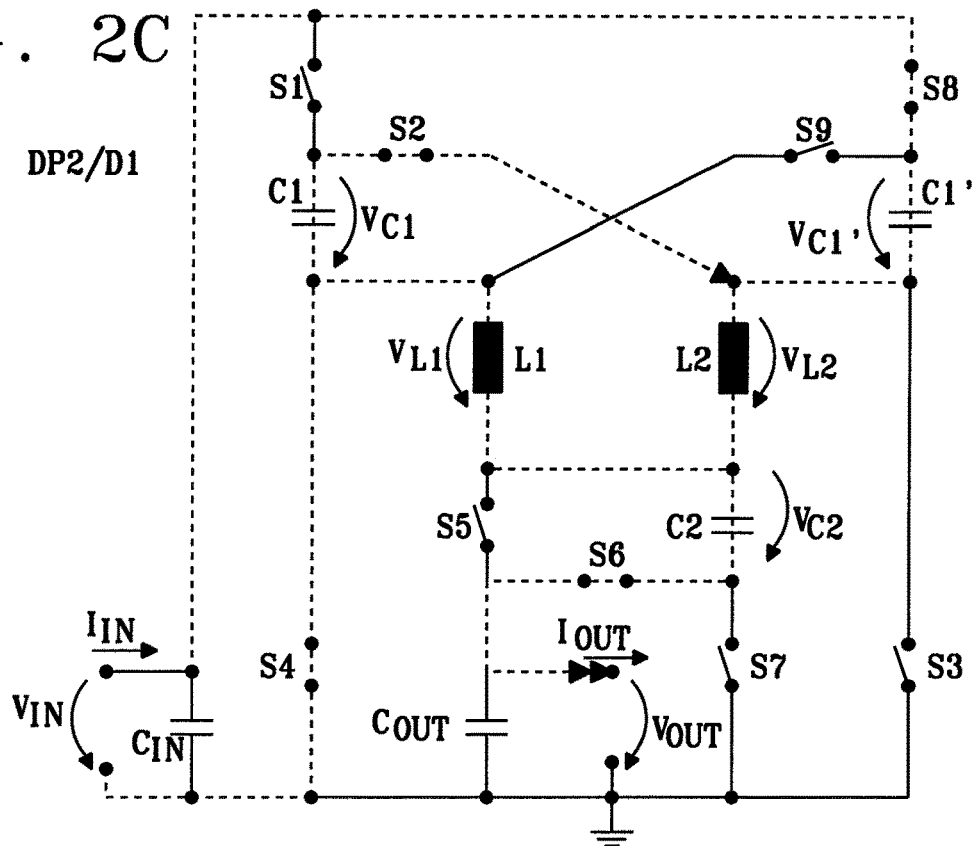 . 2C
S1
S8
S2
S9
DP2/D1
C1
VC1
C1'
VC1'
VL1
L1
L2
VL2
S5
C2
VC2
S6
IIN
IOUT
S4
S7
S3
VIN
CIN
COUT
VOUT